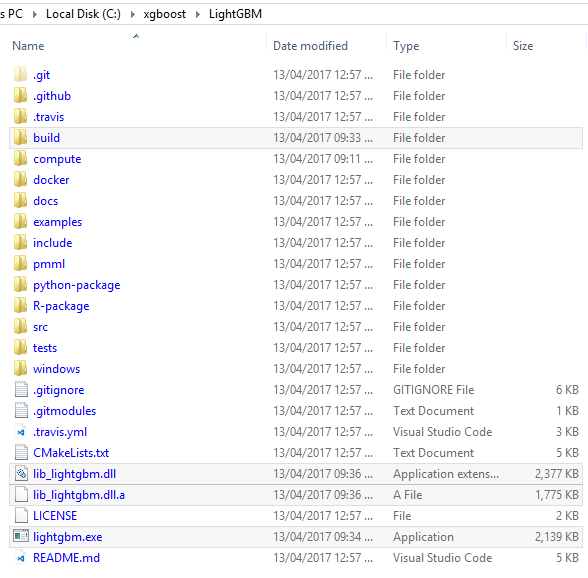 s PC Local Disk (C:) xgboost LightGBM
Name Date modified Type Size
.git 13/04/2017 12:57 ... File folder
.github 13/04/2017 12:57 ... File folder
.travis 13/04/2017 12:57 ... File folder
build 13/04/2017 09:33 ... File folder
compute 13/04/2017 09:11 ... File folder
docker 13/04/2017 12:57 ... File folder
docs 13/04/2017 12:57 ... File folder
examples 13/04/2017 12:57 ... File folder
include 13/04/2017 12:57 ... File folder
pmml 13/04/2017 12:57 ... File folder
python-package 13/04/2017 12:57 ... File folder
R-package 13/04/2017 12:57 ... File folder
src 13/04/2017 12:57 ... File folder
tests 13/04/2017 12:57 ... File folder
windows 13/04/2017 12:57 ... File folder
.gitignore 13/04/2017 12:57 ... GITIGNORE File 6 KB
.gitmodules 13/04/2017 12:57 ... Text Document 1 KB
.travis.yml 13/04/2017 12:57 ... Visual Studio Code 3 KB
CMakeLists.txt 13/04/2017 12:57 ... Text Document 5 KB
lib_lightgbm.dll 13/04/2017 09:36 ... Application extens... 2,377 KB
lib_lightgbm.dll.a 13/04/2017 09:36 ... A File 1,775 KB
LICENSE 13/04/2017 12:57 ... File 2 KB
lightgbm.exe 13/04/2017 09:34 ... Application 2,139 KB
README.md 13/04/2017 12:57 ... Visual Studio Code 5 KB